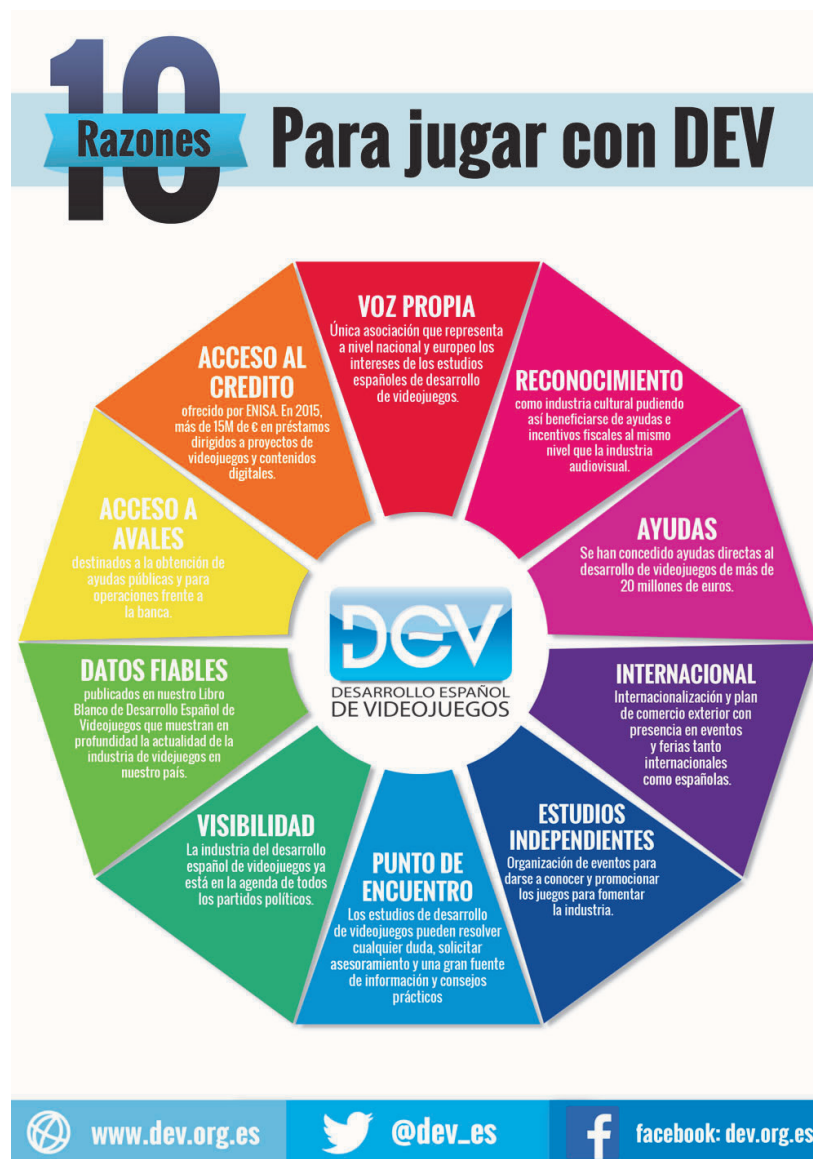 10
Razones
Para jugar con DEV
VOZ PROPIA
Única asociación que representa
a nivel nacional y europeo los
intereses de los estudios
españoles de desarrollo
de videojuegos.
RECONOCIMIENTO
como industria cultural pudiendo
así beneficiarse de ayudas e
incentivos fiscales al mismo
nivel que la industria
audiovisual.
AYUDAS
Se han concedido ayudas directas al
desarrollo de videojuegos de más de
20 millones de euros.
INTERNACIONAL
Internacionalización y plan
de comercio exterior con
presencia en eventos
y ferias tanto
internacionales
como españolas.
ESTUDIOS
INDEPENDIENTES
Organización de eventos para
darse a conocer y promocionar
los juegos para fomentar
la industria.
PUNTO DE
ENCUENTRO
Los estudios de desarrollo
de videojuegos pueden resolver
cualquier duda, solicitar
asesoramiento y una gran fuente
de información y consejos
prácticos
VISIBILIDAD
La industria del desarrollo
español de videojuegos ya
está en la agenda de todos
los partidos políticos.
DATOS FIABLES
publicados en nuestro Libro
Blanco de Desarrollo Español de
Videojuegos que muestran en
profundidad la actualidad de la
industria de videjuegos en
nuestro país.
ACCESO A
AVALES
destinados a la obtención de
ayudas públicas y para
operaciones frente a
la banca.
ACCESO AL
CREDITO
ofrecido por ENISA. En 2015,
más de 15M de € en préstamos
dirigidos a proyectos de
videojuegos y contenidos
digitales.
DEV
DESARROLLO ESPAÑOL
DE VIDEOJUEGOS
www.dev.org.es
@dev_es
facebook: dev.org.es